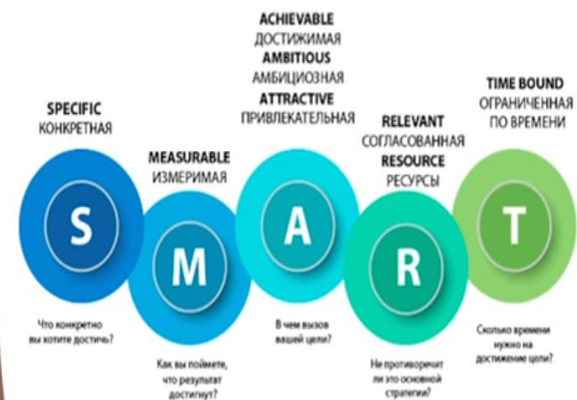 SPECIFIC
КОНКРЕТНАЯ
MEASURABLE
ИЗМЕРИМАЯ
ACHIEVABLE
ДОСТИЖИМАЯ
AMBITIOUS
АМБИЦИОЗНАЯ
ATTRACTIVE
ПРИВЛЕКАТЕЛЬНАЯ
RELEVANT
СОГЛАСОВАННАЯ
RESOURCE
РЕСУРСЫ
TIME BOUND
ОГРАНИЧЕННАЯ
ПО ВРЕМЕНИ
S
M
A
R
T
Что конкретно
вы хотите достичь?
Как вы поймете,
что результат
достигнут?
В чем вызов
вашей цели?
Не противоречит
ли это основной
стратегии?
Сколько времени
нужно на
достижение цели?